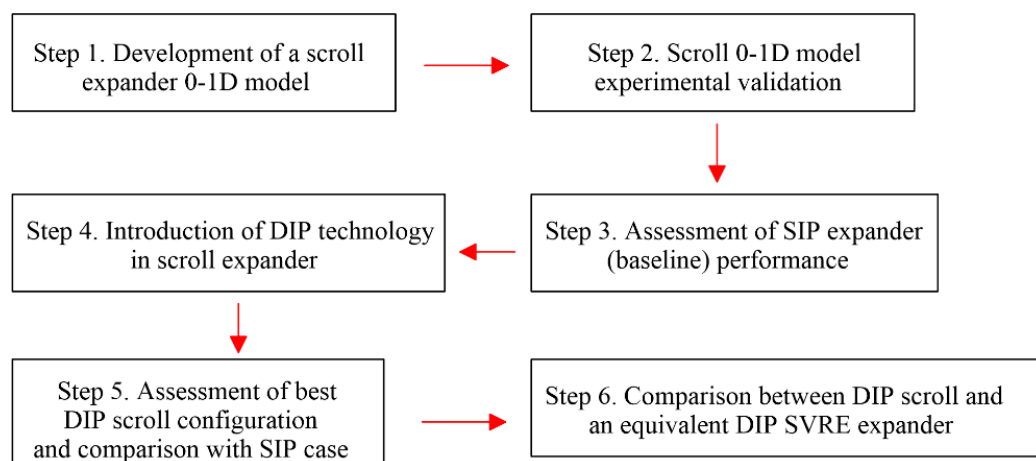 Step 1. Development of a scroll
expander 0-1D model
Step 2. Scroll 0-1D model
experimental validation
Step 3. Assessment of SIP expander
(baseline) performance
Step 4. Introduction of DIP technology
in scroll expander
Step 5. Assessment of best
DIP scroll configuration
and comparison with SIP case
Step 6. Comparison between DIP scroll and
an equivalent DIP SVRE expander